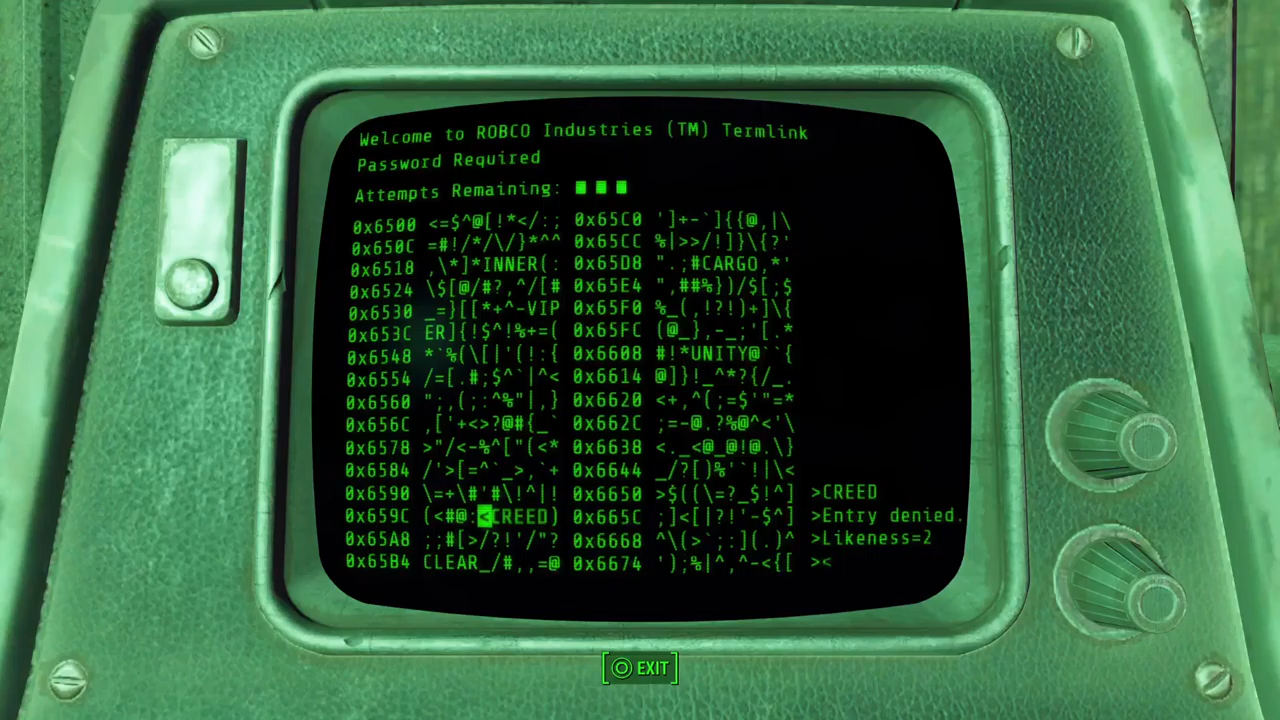 Welcome to ROBCO Industries (TM) Termlink
Password Required
Attempts Remaining: ■ ■ ■
0x6500 <=$^@[!*</:; 0x65C0 ']+-`]{{@,|\
0x650C =#!/*/\/}*^^ 0x65CC %|>>/!]}\{?'
0x6518 ,\*]*INNER(: 0x65D8 ".;#CARGO,*'
0x6524 \$[@/#?,^/[# 0x65E4 ",##%})/$[;$
0x6530 _=}[[*+^-VIP 0x65F0 %_(,!?!)+]\{
0x653C ER]{!$^!%+=( 0x65FC (@_},-_;'[.*
0x6548 *`%(\[|'(!:{ 0x6608 #!*UNITY@``{
0x6554 /=[.#;$^`|^< 0x6614 @]}!_^*?{/_.
0x6560 ";,(;:^%"|,} 0x6620 <+,^(;=$'"=*
0x656C ,['+<>?@#{_` 0x662C ;=-@.?%@^<'\
0x6578 >"/<-%^["(<* 0x6638 <._<@_@!@.\}
0x6584 /'>[=^`_>,`+ 0x6644 _/?[)%'`!|\<
0x6590 \=+\#'#\!^|! 0x6650 >$((\=?_$!^] >CREED
0x659C (<#@:<CREED) 0x665C ;]<[|?!'-$^] >Entry denied.
0x65A8 ;;#[>/?!'/"? 0x6668 ^\(>`;:](.)^ >Likeness=2
0x65B4 CLEAR_/#,,=@ 0x6674 ');%|^,^-<{[ ><
EXIT